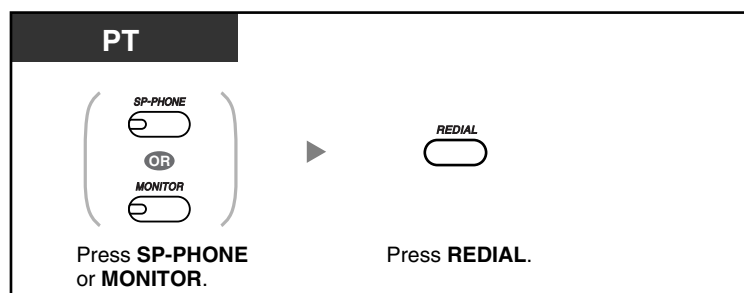 PT
SP-PHONE
OR
MONITOR
REDIAL
Press SP-PHONE
or MONITOR.
Press REDIAL.